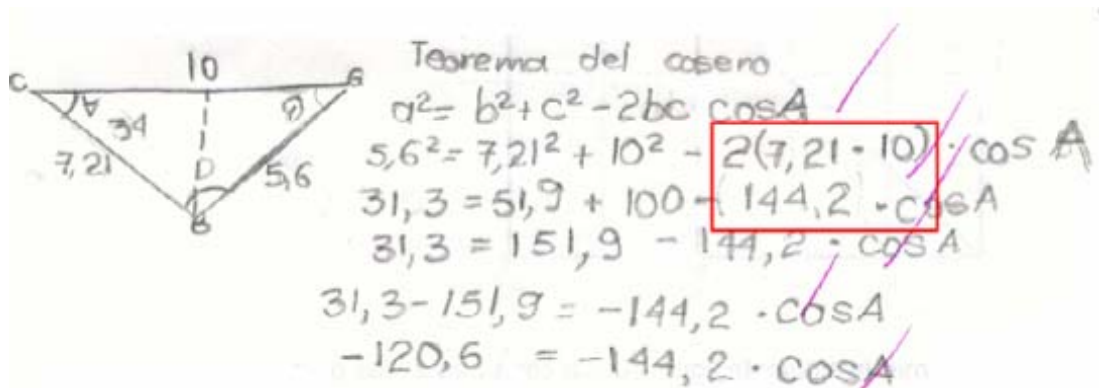 Teorema del coseno
C 10 G
A 34 D
7,21 5,6
B
a² = b² + c² - 2bc cosA
5,6² = 7,21² + 10² - 2(7,21 · 10) · cos A
31,3 = 51,9 + 100 - (144,2 · cosA
31,3 = 151,9 - 144,2 · cosA
31,3 - 151,9 = -144,2 · cosA
-120,6 = -144,2 · cosA